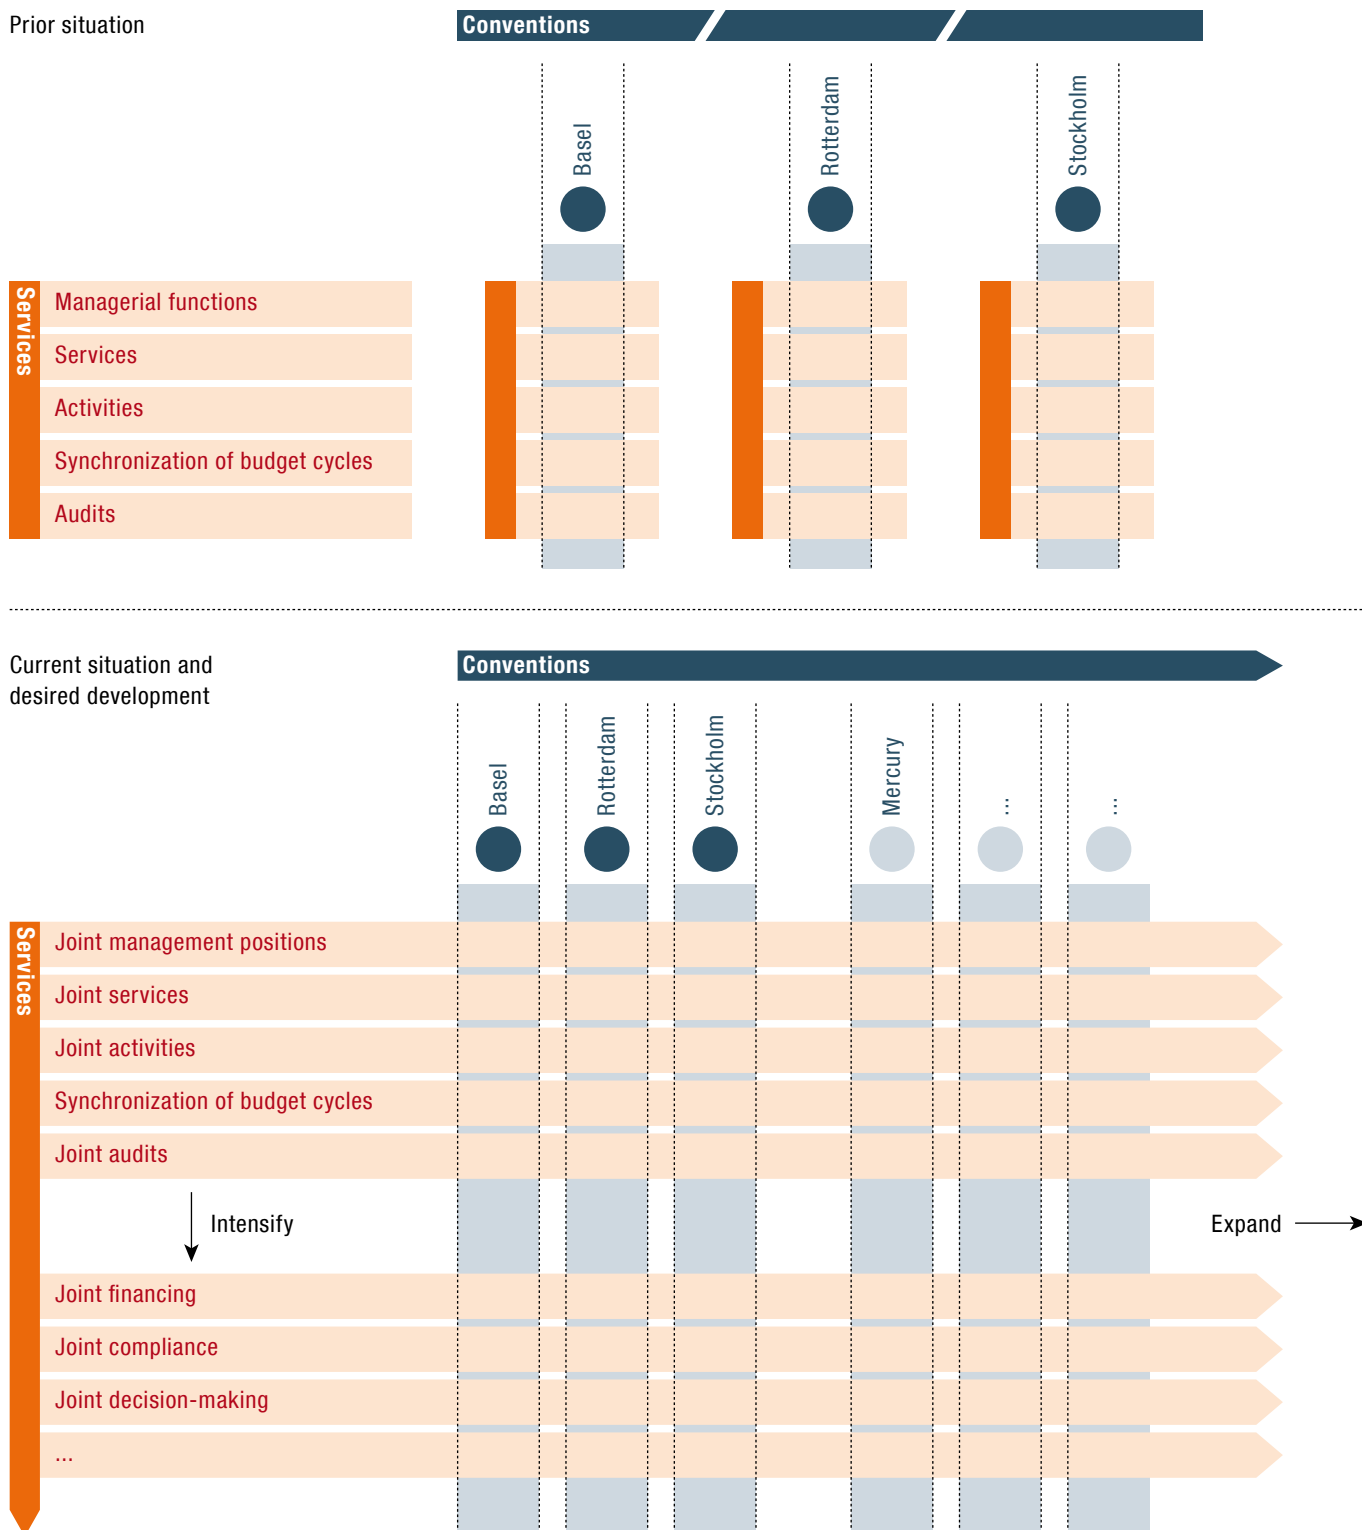 Prior situation
Conventions
Basel
Rotterdam
Stockholm
Services
Managerial functions
Services
Activities
Synchronization of budget cycles
Audits
Current situation and
desired development
Conventions
Basel
Rotterdam
Stockholm
Mercury
...
...
Services
Joint management positions
Joint services
Joint activities
Synchronization of budget cycles
Joint audits
Intensify
Expand
Joint financing
Joint compliance
Joint decision-making
...